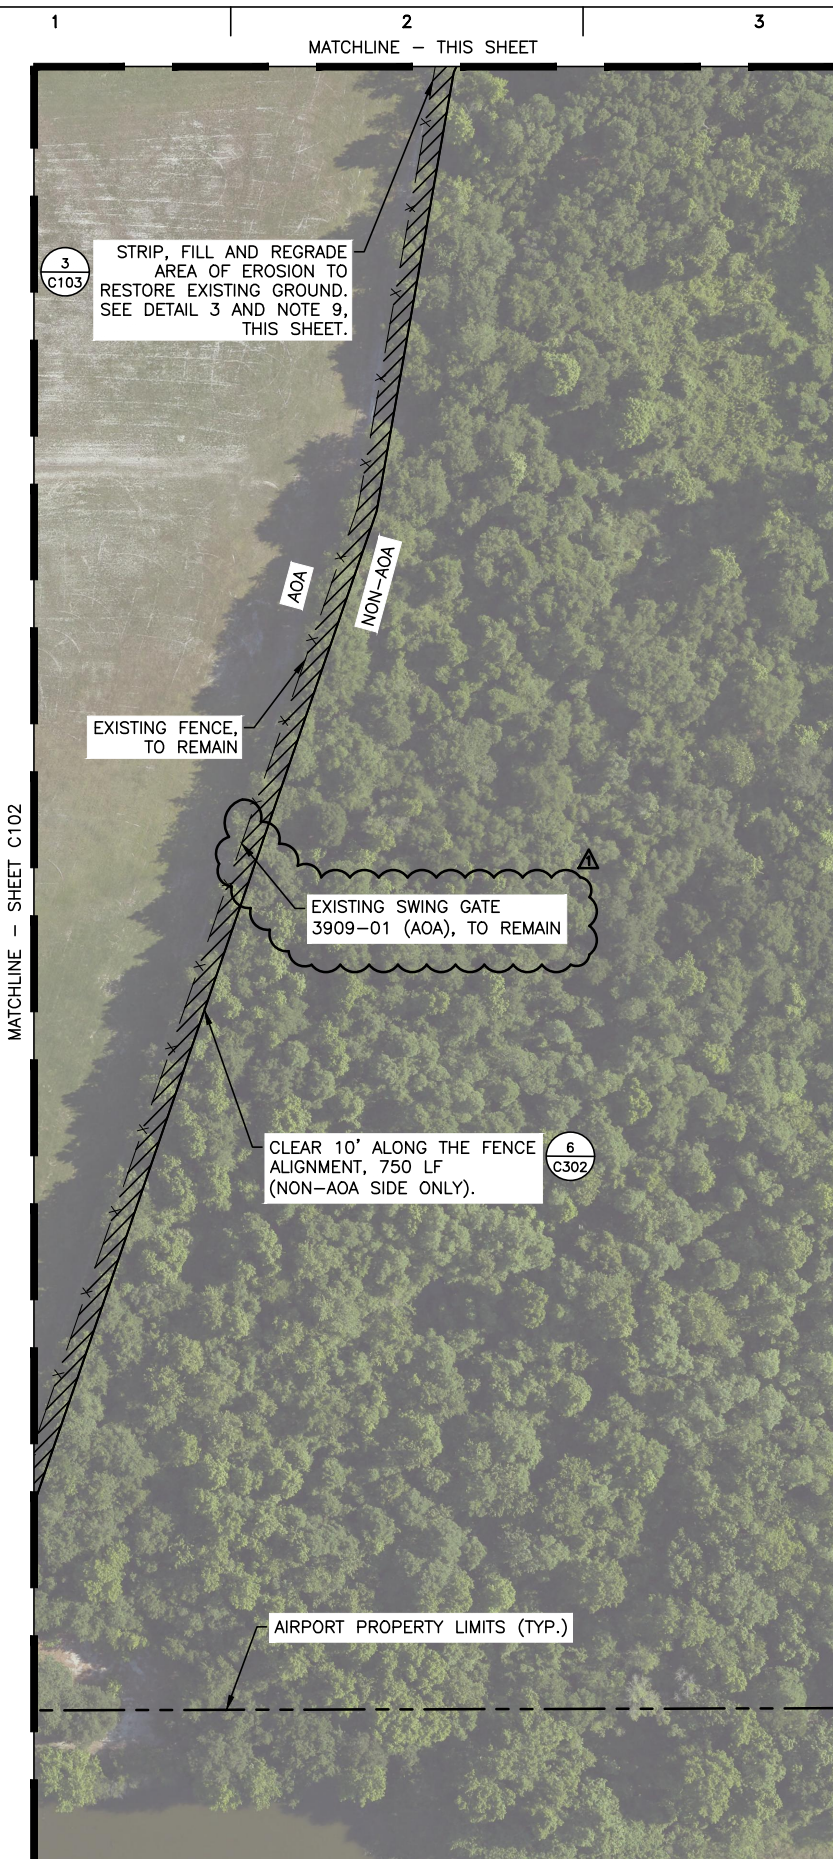 1
2
3
MATCHLINE – THIS SHEET
3
C103
STRIP, FILL AND REGRADE
AREA OF EROSION TO
RESTORE EXISTING GROUND.
SEE DETAIL 3 AND NOTE 9,
THIS SHEET.
AOA
NON–AOA
EXISTING FENCE,
TO REMAIN
MATCHLINE – SHEET C102
1
EXISTING SWING GATE
3909–01 (AOA), TO REMAIN
CLEAR 10' ALONG THE FENCE
ALIGNMENT, 750 LF
(NON–AOA SIDE ONLY).
6
C302
AIRPORT PROPERTY LIMITS (TYP.)